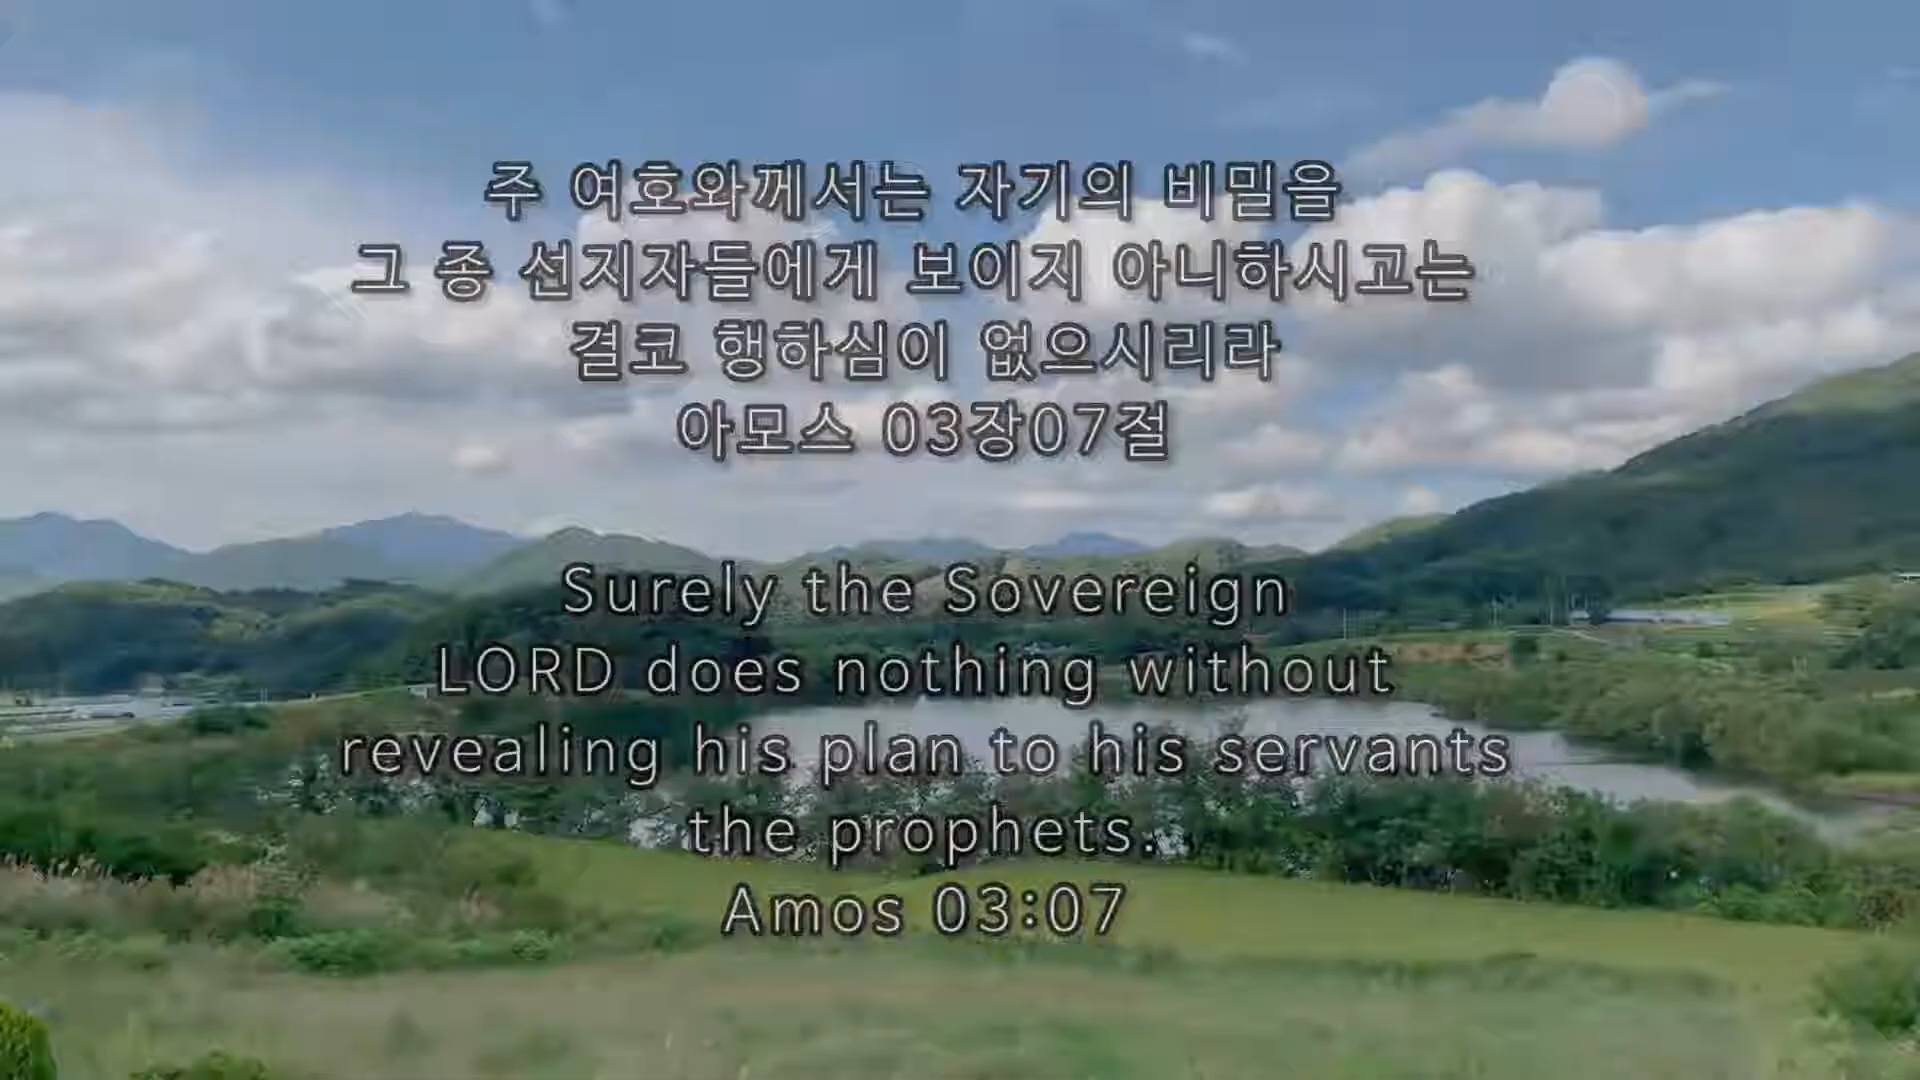 주 여호와께서는 자기의 비밀을
그 종 선지자들에게 보이지 아니하시고는
결코 행하심이 없으시리라
아모스 03장07절
Surely the Sovereign
LORD does nothing without
revealing his plan to his servants
the prophets.
Amos 03:07